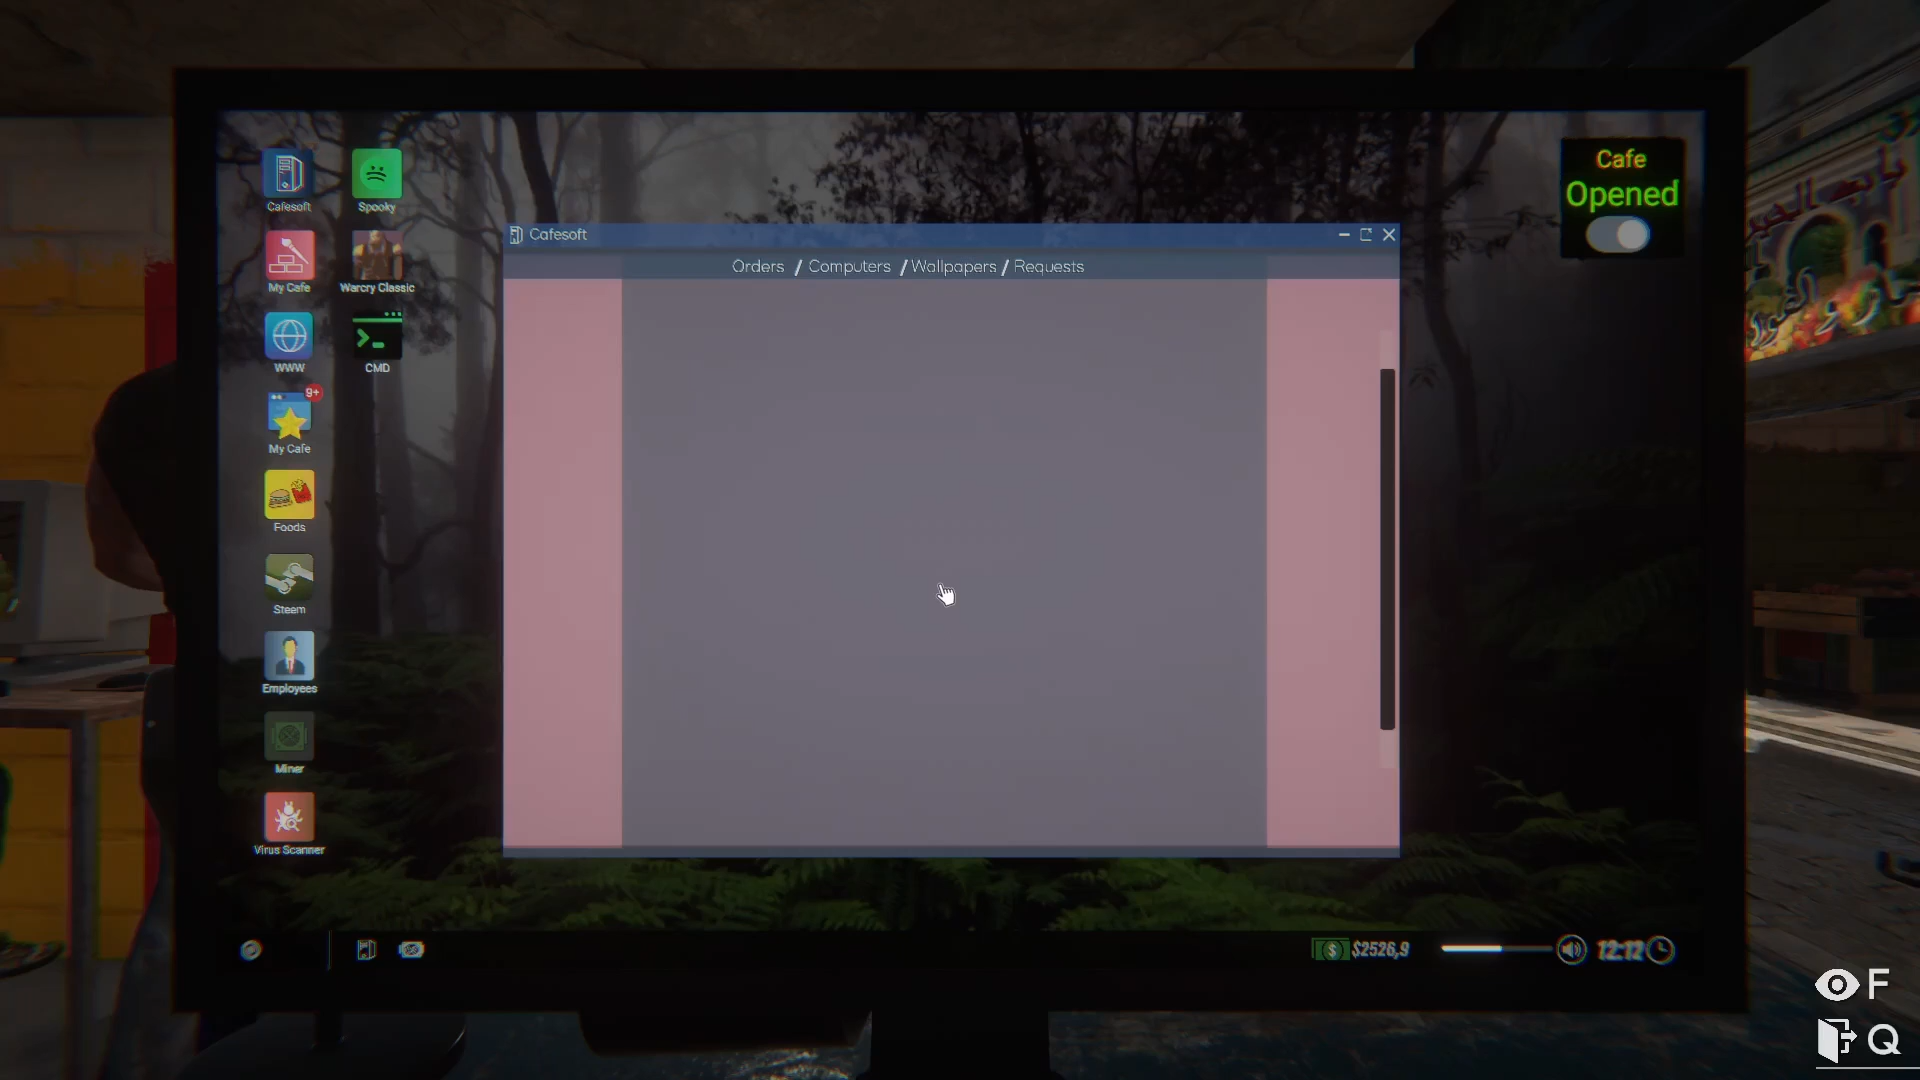 Cafesoft
Spooky
My Cafe
Warcry Classic
WWW
CMD
9+
My Cafe
Foods
Steem
Employees
Miner
Virus Scanner
Cafesoft
Orders / Computers / Wallpapers / Requests
Cafe
Opened
$2526,9
12:12
F
Q